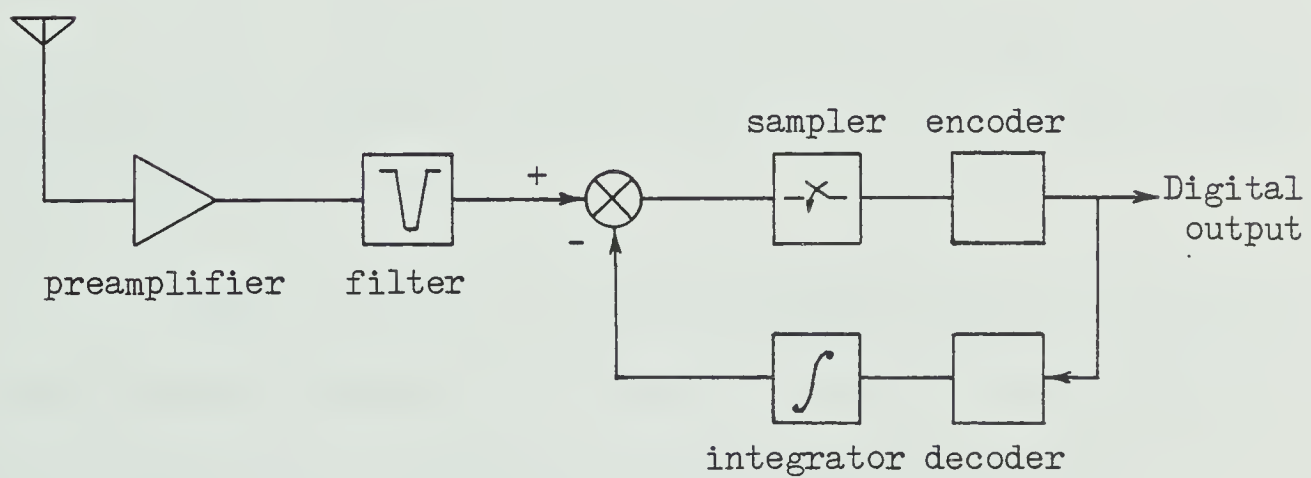 sampler encoder
+
-
Digital
output
preamplifier filter
integrator decoder